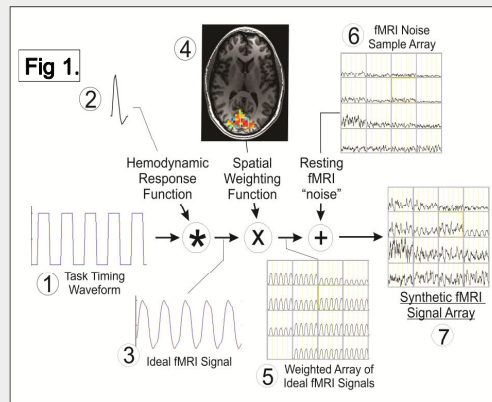 Fig 1.
④
⑥
fMRI Noise
Sample Array
②
Hemodynamic
Response
Function
Spatial
Weighting
Function
Resting
fMRI
"noise"
*
X
+
①
Task Timing
Waveform
③
Ideal fMRI Signal
⑤
Weighted Array of
Ideal fMRI Signals
Synthetic fMRI
Signal Array
⑦